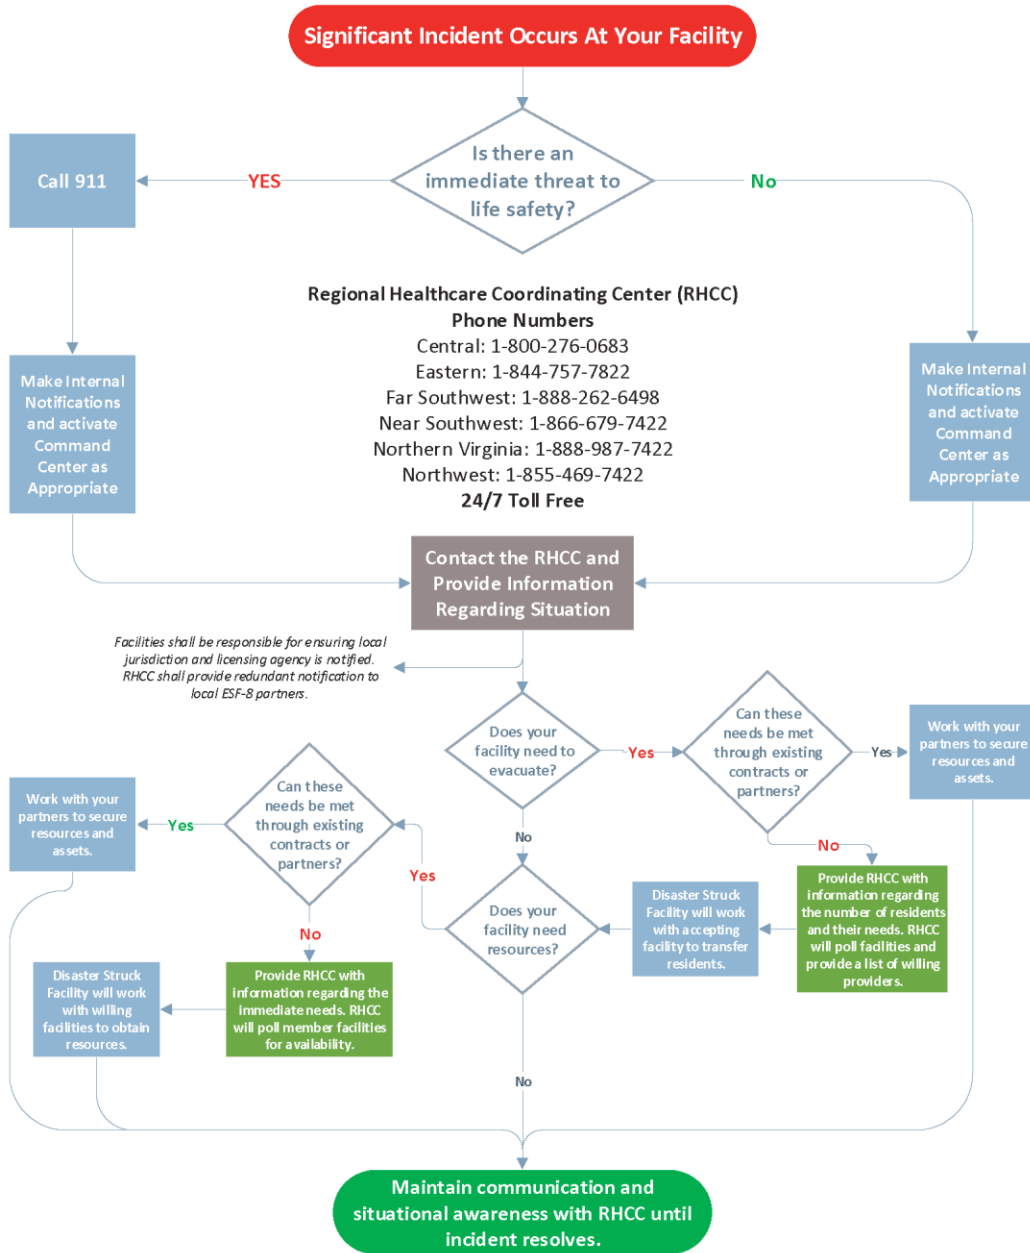 Significant Incident Occurs At Your Facility
Is there an
immediate threat to
life safety?
YES
No
Call 911
Regional Healthcare Coordinating Center (RHCC)
Phone Numbers
Central: 1-800-276-0683
Eastern: 1-844-757-7822
Far Southwest: 1-888-262-6498
Near Southwest: 1-866-679-7422
Northern Virginia: 1-888-987-7422
Northwest: 1-855-469-7422
24/7 Toll Free
Make Internal
Notifications
and activate
Command
Center as
Appropriate
Make Internal
Notifications
and activate
Command
Center as
Appropriate
Contact the RHCC and
Provide Information
Regarding Situation
Facilities shall be responsible for ensuring local
jurisdiction and licensing agency is notified.
RHCC shall provide redundant notification to
local ESF-8 partners.
Does your
facility need to
evacuate?
Yes
Can these
needs be met
through existing
contracts or
partners?
Yes
Work with your
partners to secure
resources and
assets.
No
Provide RHCC with
information regarding
the number of residents
and their needs. RHCC
will poll facilities and
provide a list of willing
providers.
Disaster Struck
Facility will work
with accepting
facility to transfer
residents.
No
Does your
facility need
resources?
Yes
Can these
needs be met
through existing
contracts or
partners?
Yes
Work with your
partners to secure
resources and
assets.
No
Provide RHCC with
information regarding the
immediate needs. RHCC
will poll member facilities
for availability.
Disaster Struck
Facility will work
with willing
facilities to obtain
resources.
No
Maintain communication and
situational awareness with RHCC until
incident resolves.